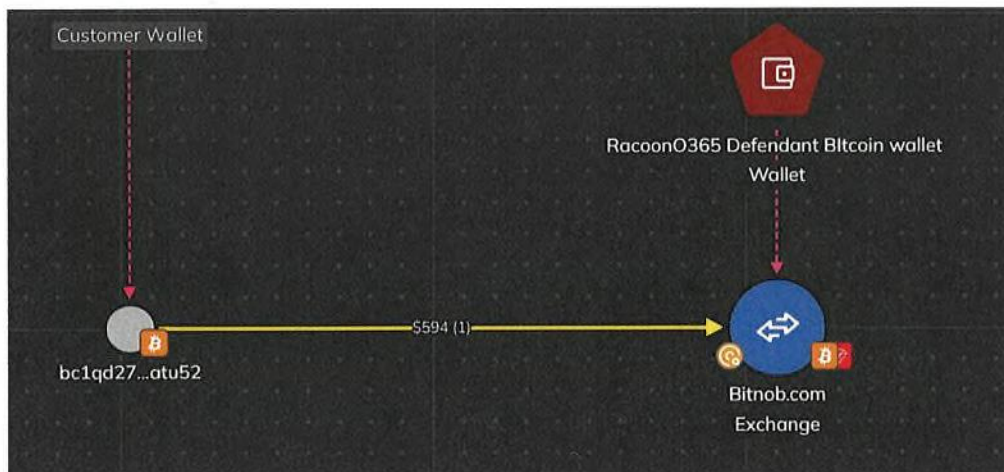 Customer Wallet
RacoonO365 Defendant BItcoin wallet
Wallet
$594 (1)
bc1qd27...atu52
Bitnob.com
Exchange